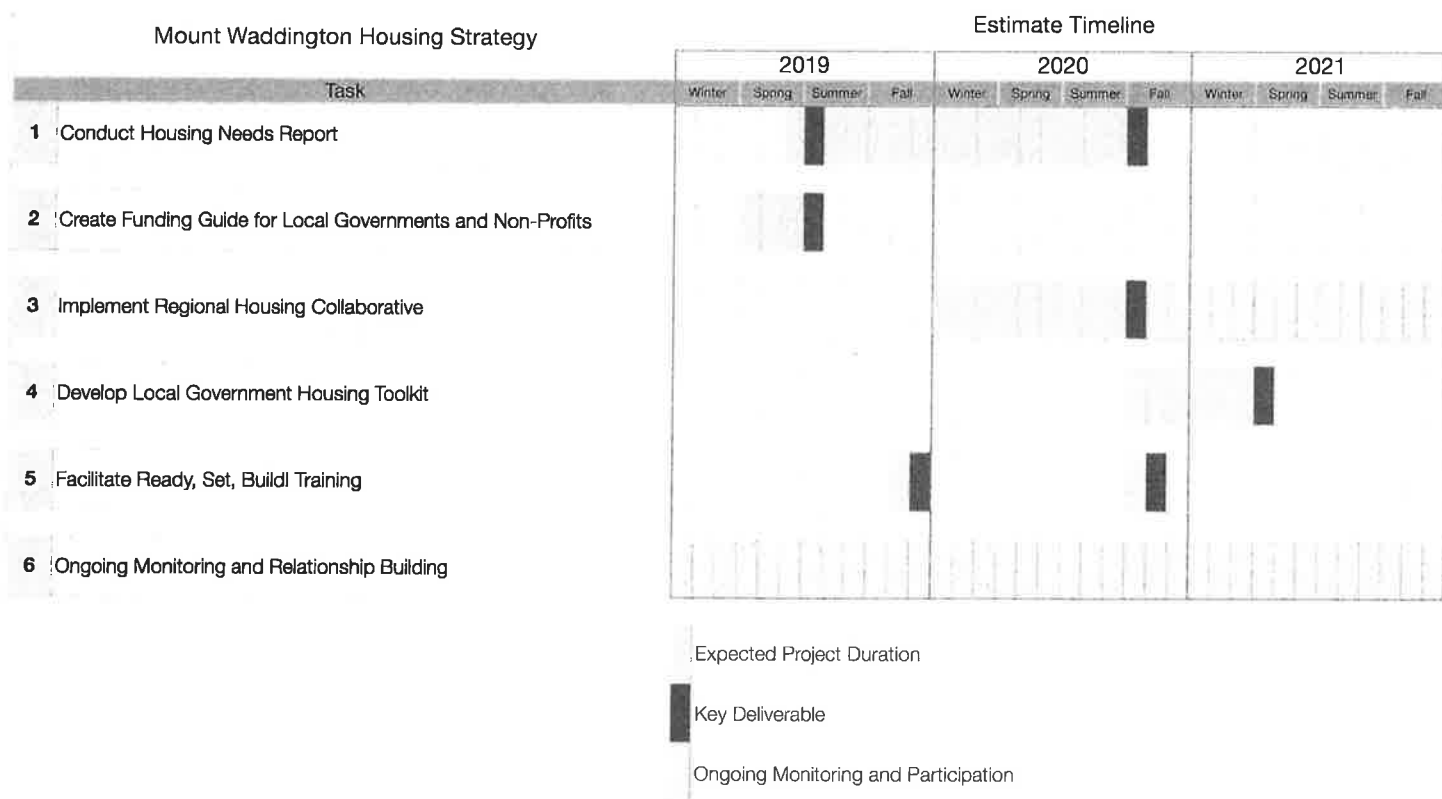 Mount Waddington Housing Strategy
Estimate Timeline
2019 2020 2021
Task
Winter Spring Summer Fall Winter Spring Summer Fall Winter Spring Summer Fall
1 Conduct Housing Needs Report
2 Create Funding Guide for Local Governments and Non-Profits
3 Implement Regional Housing Collaborative
4 Develop Local Government Housing Toolkit
5 Facilitate Ready, Set, Build! Training
6 Ongoing Monitoring and Relationship Building
Expected Project Duration
Key Deliverable
Ongoing Monitoring and Participation